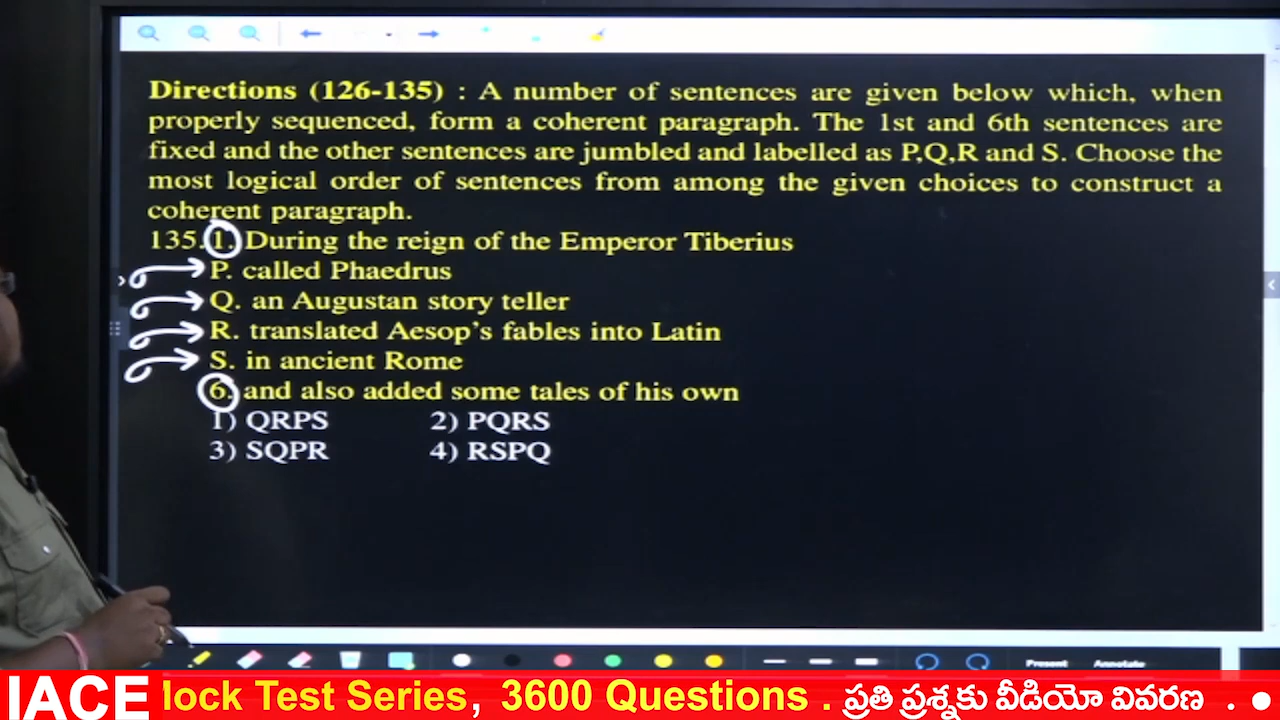 Directions (126-135) : A number of sentences are given below which, when
properly sequenced, form a coherent paragraph. The 1st and 6th sentences are
fixed and the other sentences are jumbled and labelled as P,Q,R and S. Choose the
most logical order of sentences from among the given choices to construct a
coherent paragraph.
135. 1. During the reign of the Emperor Tiberius
P. called Phaedrus
Q. an Augustan story teller
R. translated Aesop's fables into Latin
S. in ancient Rome
6. and also added some tales of his own
1) QRPS 2) PQRS
3) SQPR 4) RSPQ
Present Annotate
IACE lock Test Series, 3600 Questions . ప్రతి ప్రశ్నకు వీడియో వివరణ .